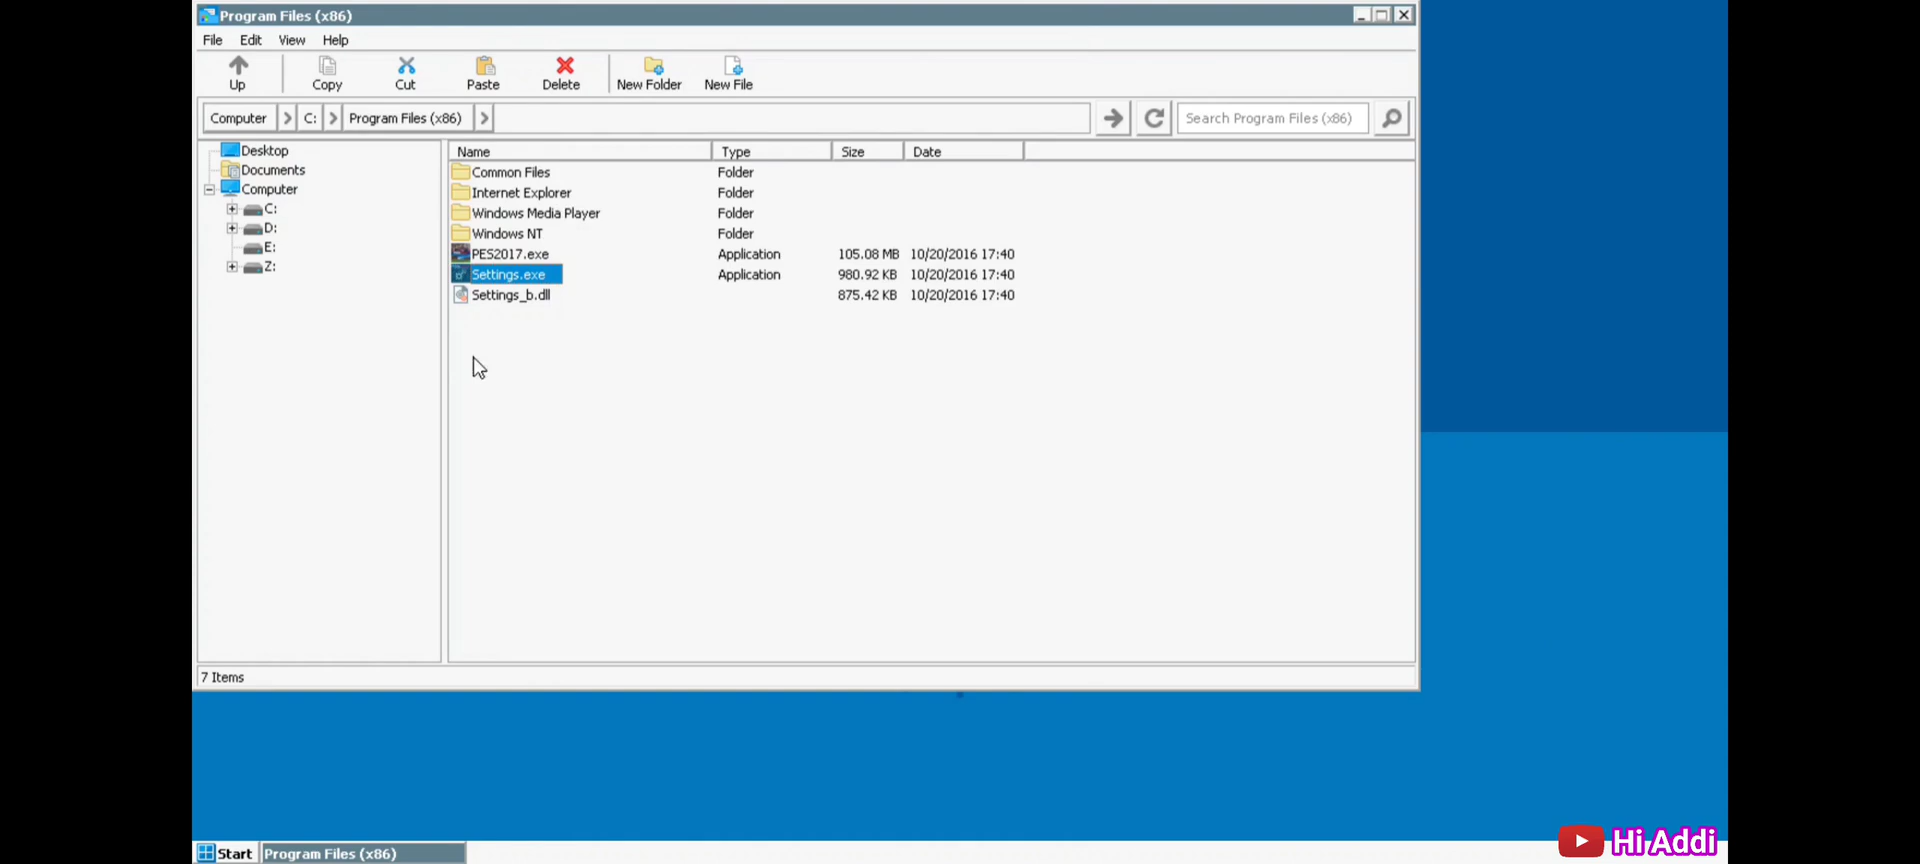 Program Files (x86)
File Edit View Help
Up Copy Cut Paste Delete New Folder New File
Computer C: Program Files (x86) Search Program Files (x86)
Desktop
Documents
Computer
C:
D:
E:
Z:
Name Type Size Date
Common Files Folder
Internet Explorer Folder
Windows Media Player Folder
Windows NT Folder
PES2017.exe Application 105.08 MB 10/20/2016 17:40
Settings.exe Application 980.92 KB 10/20/2016 17:40
Settings_b.dll 875.42 KB 10/20/2016 17:40
7 Items
Start Program Files (x86)
Hi Addi